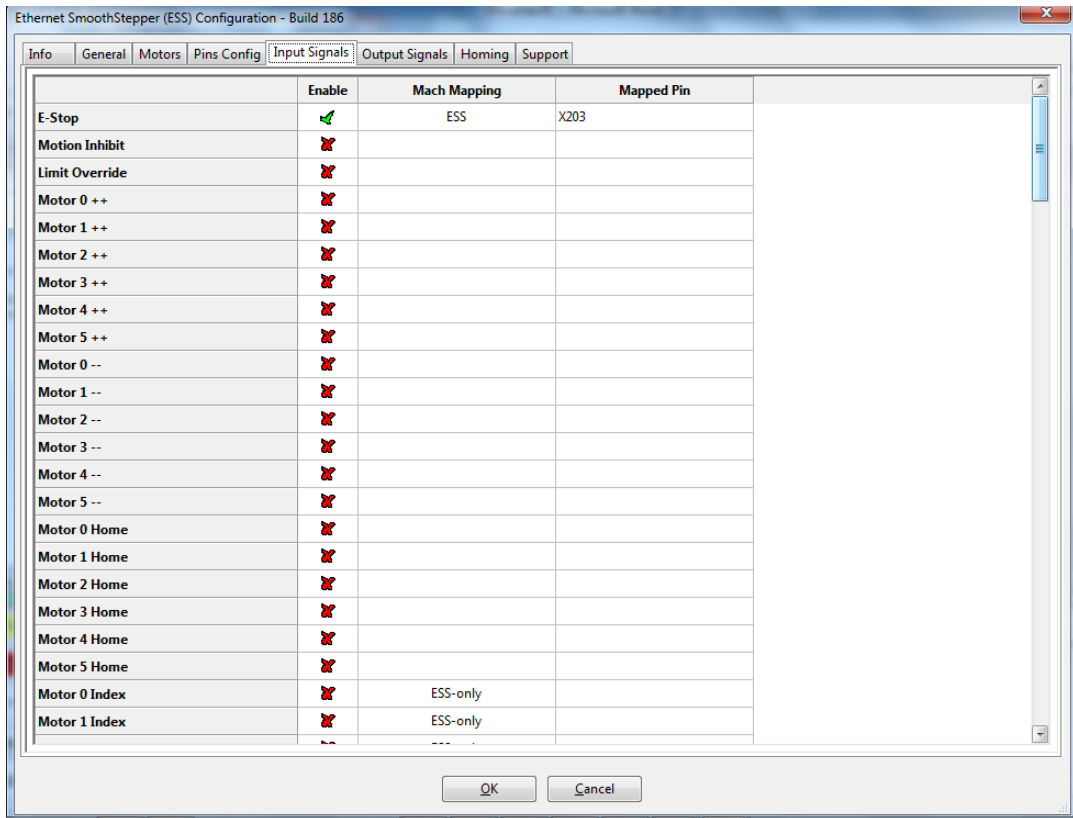 Ethernet SmoothStepper (ESS) Configuration - Build 186
Info General Motors Pins Config Input Signals Output Signals Homing Support
Enable Mach Mapping Mapped Pin
E-Stop ESS X203
Motion Inhibit
Limit Override
Motor 0 ++
Motor 1 ++
Motor 2 ++
Motor 3 ++
Motor 4 ++
Motor 5 ++
Motor 0 --
Motor 1 --
Motor 2 --
Motor 3 --
Motor 4 --
Motor 5 --
Motor 0 Home
Motor 1 Home
Motor 2 Home
Motor 3 Home
Motor 4 Home
Motor 5 Home
Motor 0 Index ESS-only
Motor 1 Index ESS-only
OK Cancel